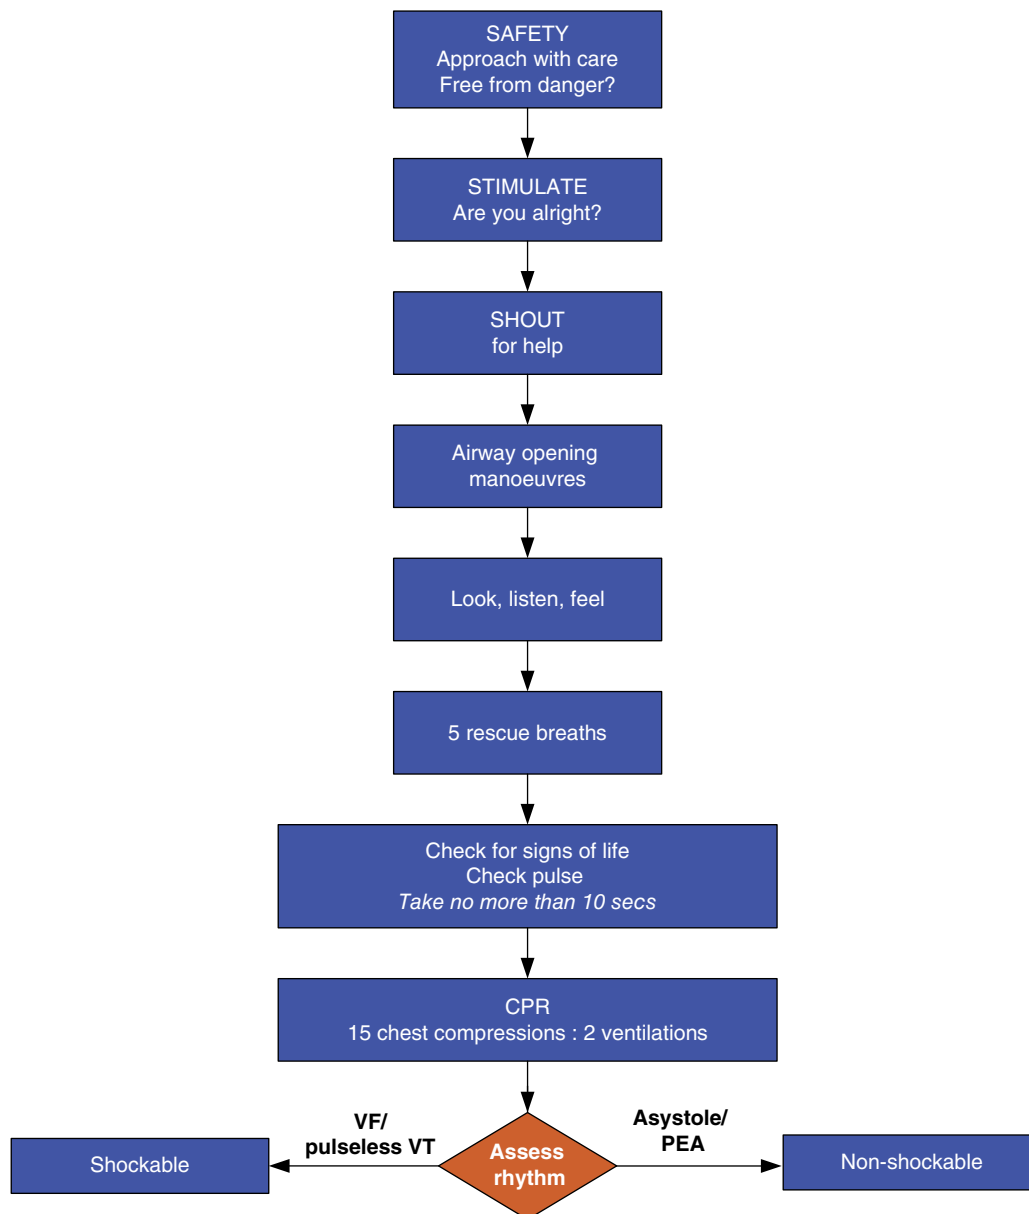 SAFETY
Approach with care
Free from danger?
STIMULATE
Are you alright?
SHOUT
for help
Airway opening
manoeuvres
Look, listen, feel
5 rescue breaths
Check for signs of life
Check pulse
Take no more than 10 secs
CPR
15 chest compressions : 2 ventilations
VF/
pulseless VT
Asystole/
PEA
Shockable
Assess
rhythm
Non-shockable